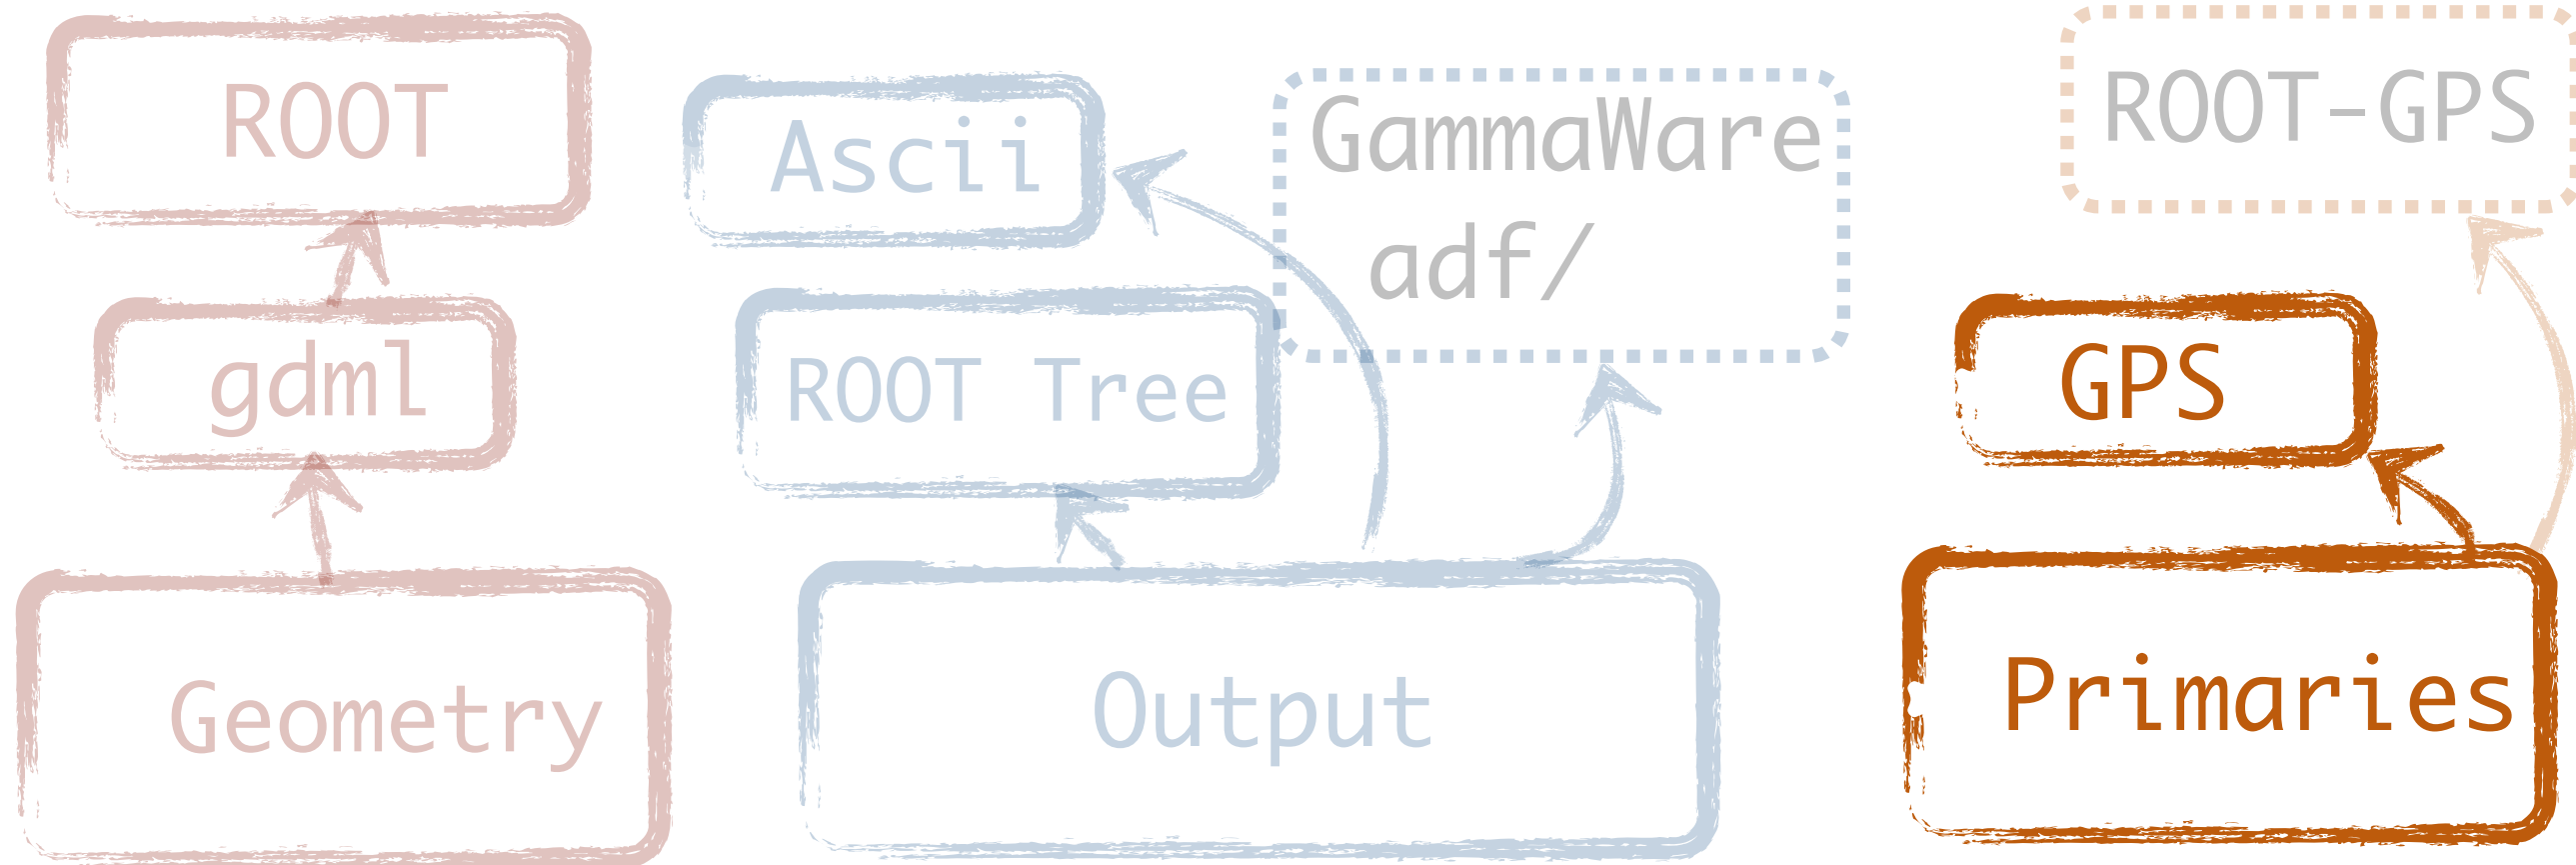 ROOT
gdml
Geometry
Ascii
ROOT Tree
GammaWare
adf/
Output
ROOT-GPS
GPS
Primaries